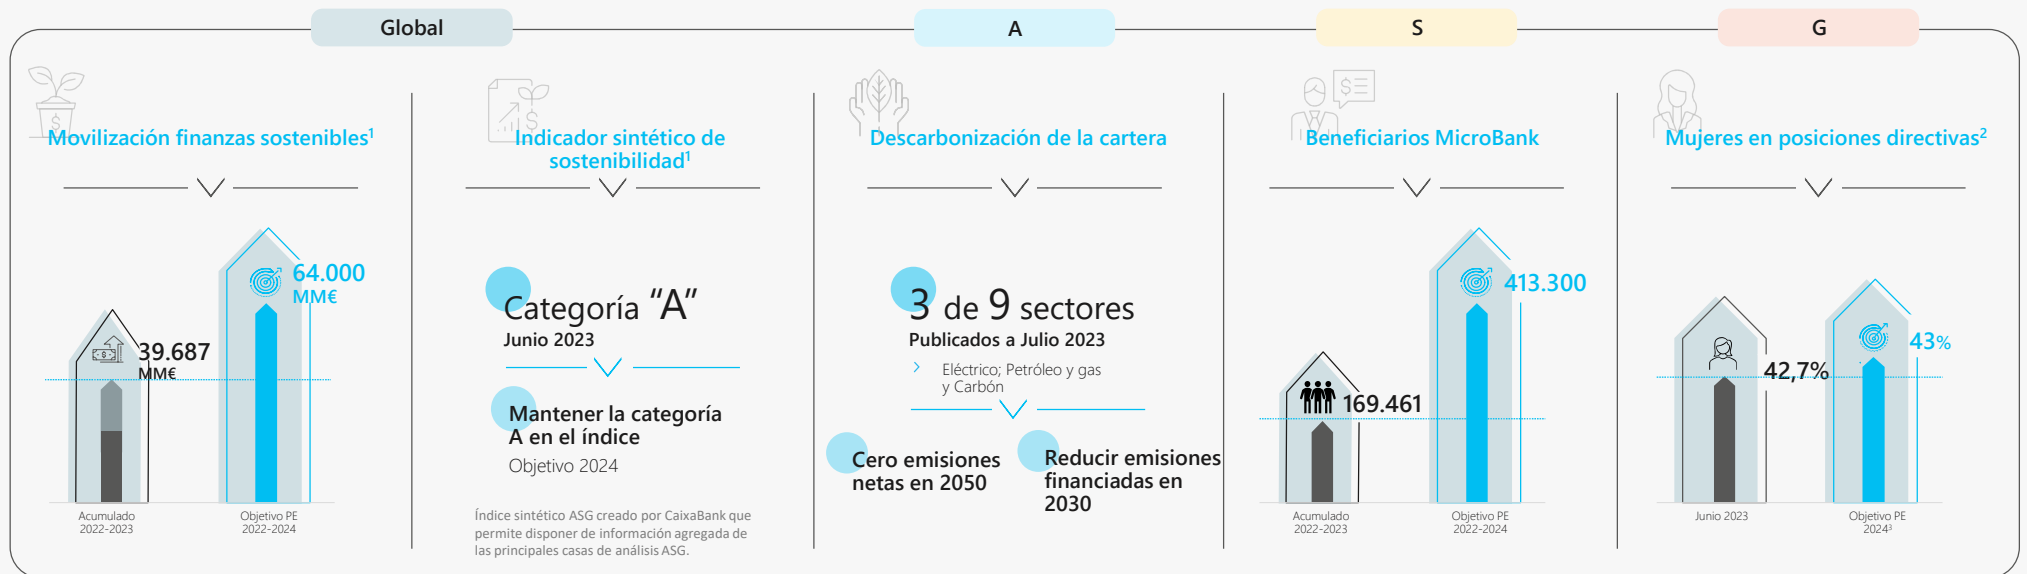 Global
A
S
G
Movilización finanzas sostenibles1
64.000
MM€
39.687
MM€
Acumulado
2022-2023
Objetivo PE
2022-2024
Indicador sintético de
sostenibilidad1
Categoría “A”
Junio 2023
Mantener la categoría
A en el índice
Objetivo 2024
Índice sintético ASG creado por CaixaBank que
permite disponer de información agregada de
las principales casas de análisis ASG.
Descarbonización de la cartera
3 de 9 sectores
Publicados a Julio 2023
Eléctrico; Petróleo y gas
y Carbón
Cero emisiones
netas en 2050
Reducir emisiones
financiadas en
2030
Beneficiarios MicroBank
413.300
169.461
Acumulado
2022-2023
Objetivo PE
2022-2024
Mujeres en posiciones directivas2
43%
42,7%
Junio 2023
Objetivo PE
20243